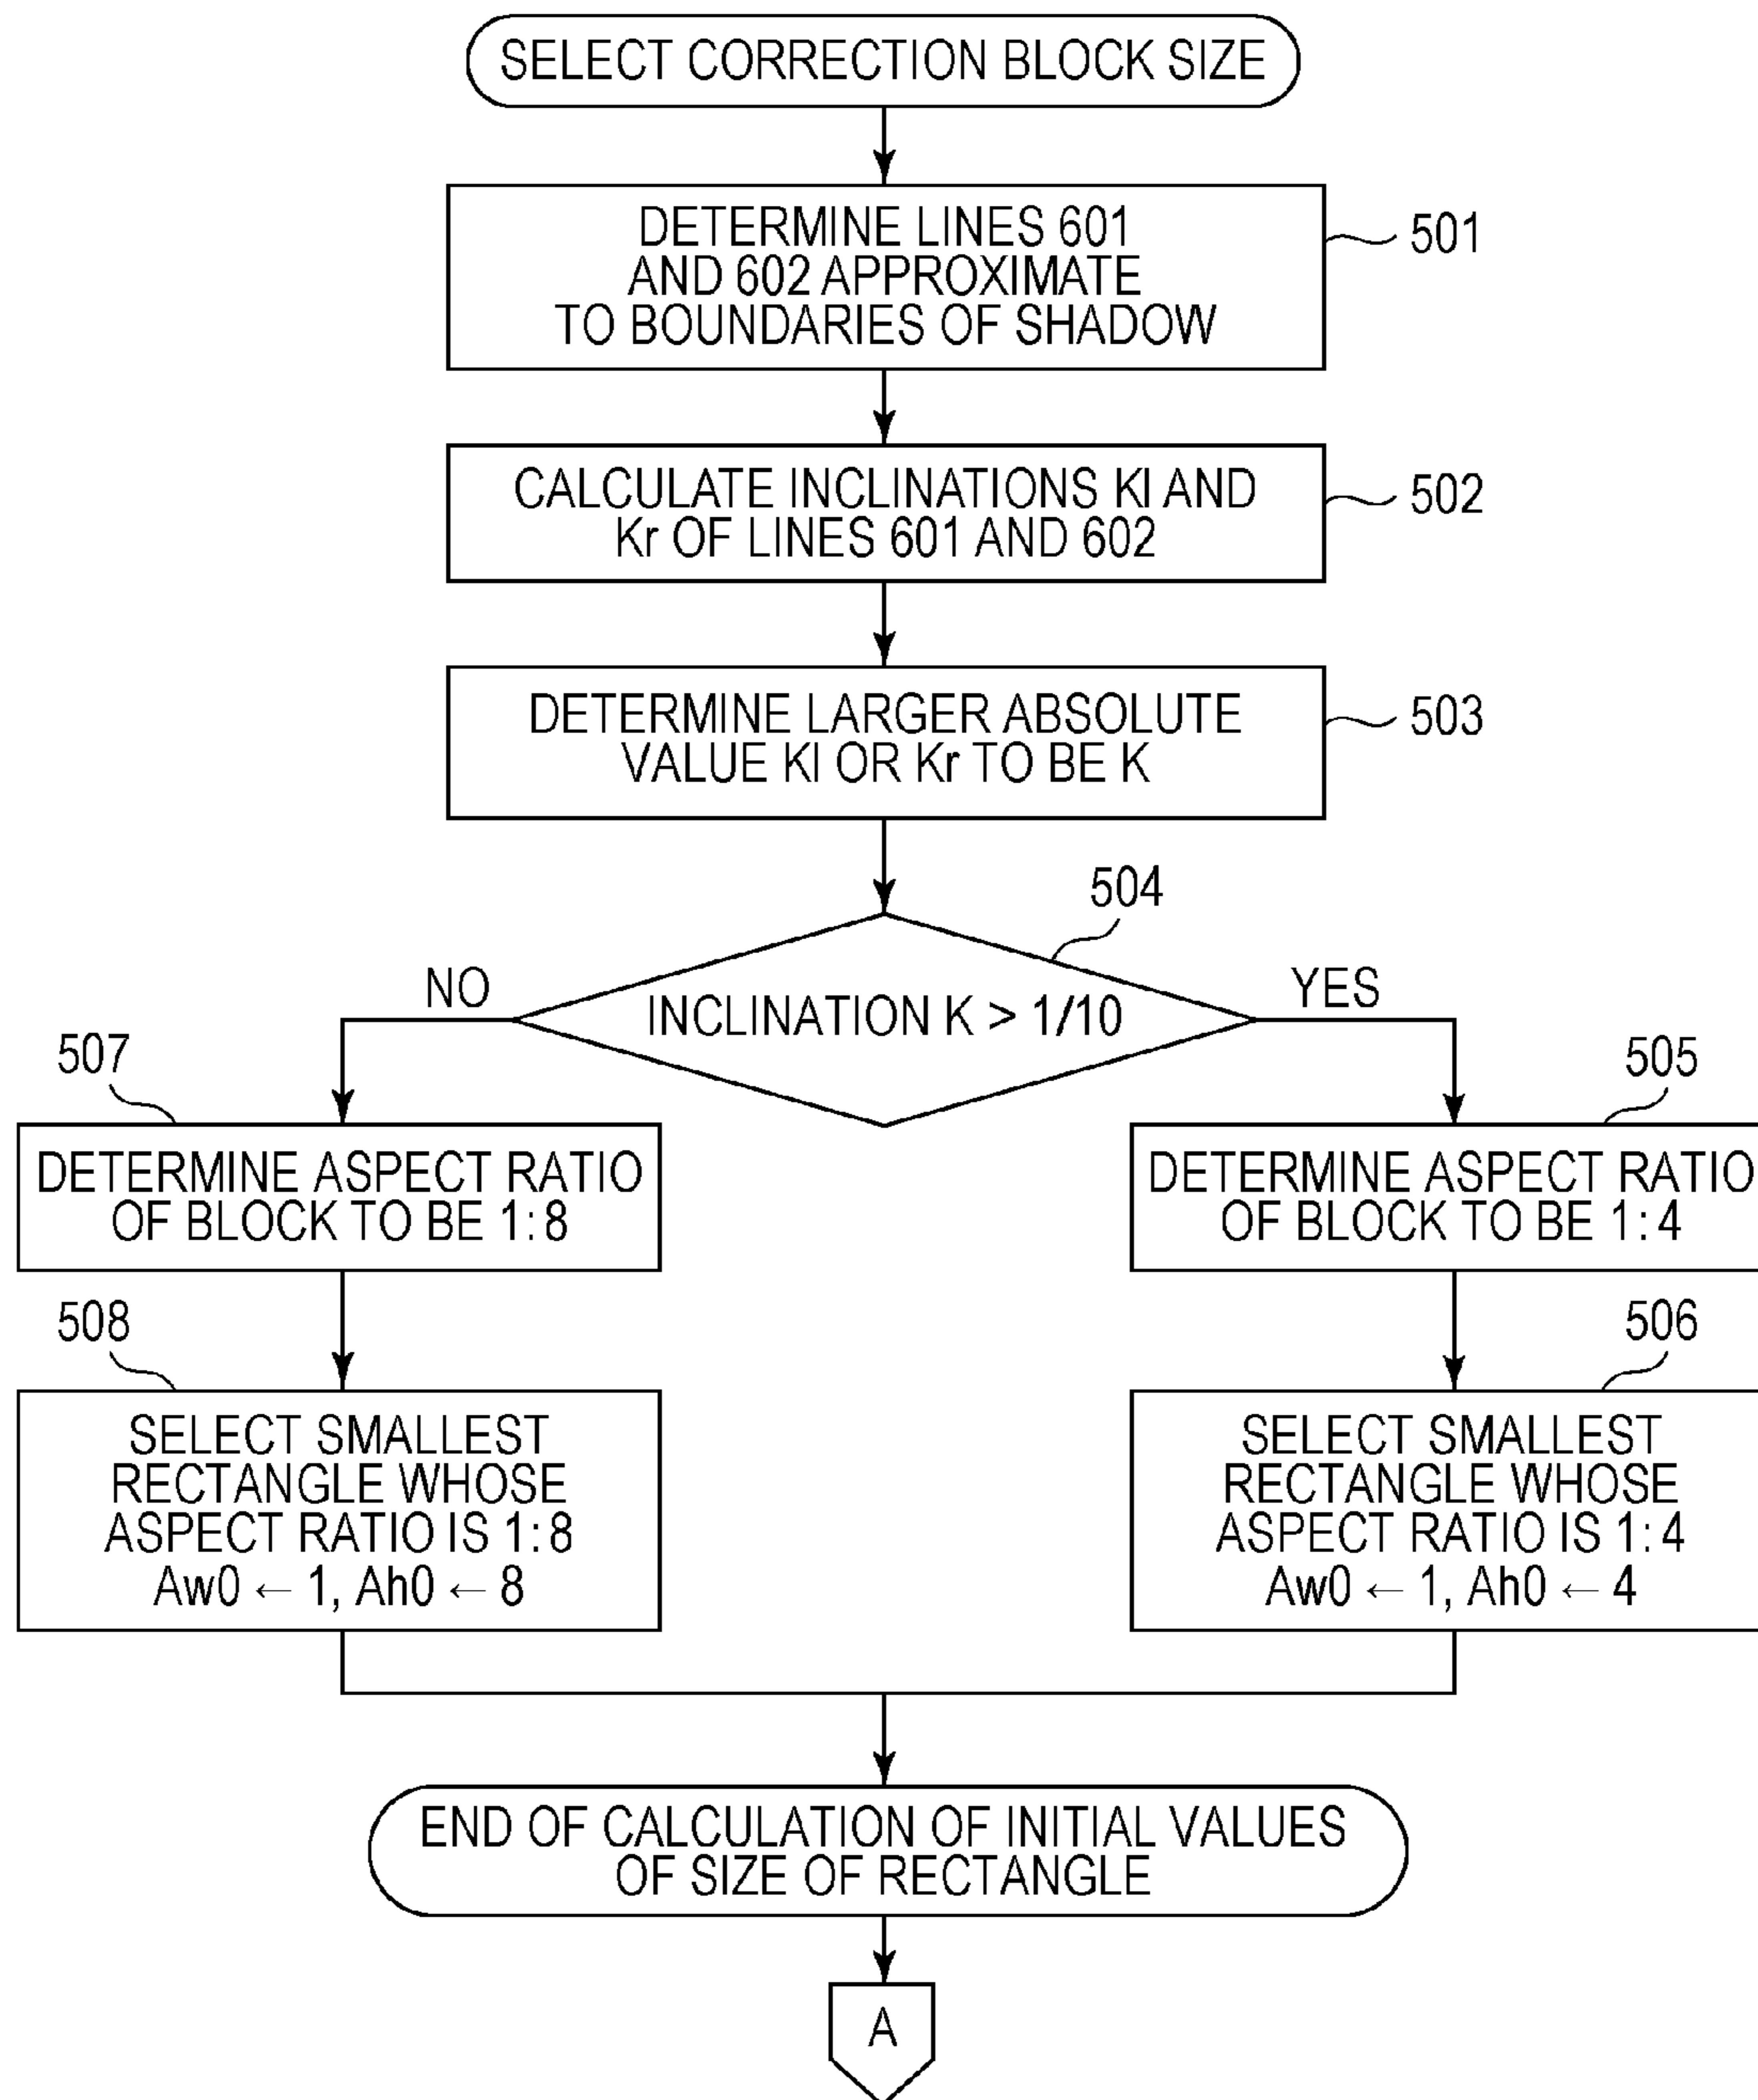 SELECT CORRECTION BLOCK SIZE
DETERMINE LINES 601
AND 602 APPROXIMATE
TO BOUNDARIES OF SHADOW
501
CALCULATE INCLINATIONS Kl AND
Kr OF LINES 601 AND 602
502
DETERMINE LARGER ABSOLUTE
VALUE Kl OR Kr TO BE K
503
504
INCLINATION K > 1/10
NO
YES
507
DETERMINE ASPECT RATIO
OF BLOCK TO BE 1:8
505
DETERMINE ASPECT RATIO
OF BLOCK TO BE 1:4
508
SELECT SMALLEST
RECTANGLE WHOSE
ASPECT RATIO IS 1:8
Aw0 ← 1, Ah0 ← 8
506
SELECT SMALLEST
RECTANGLE WHOSE
ASPECT RATIO IS 1:4
Aw0 ← 1, Ah0 ← 4
END OF CALCULATION OF INITIAL VALUES
OF SIZE OF RECTANGLE
A